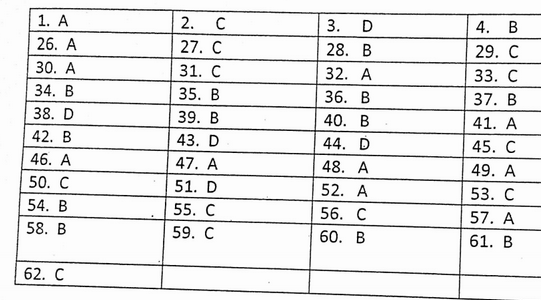 1. A 2. C 3. D 4. B
26. A 27. C 28. B 29. C
30. A 31. C 32. A 33. C
34. B 35. B 36. B 37. B
38. D 39. B 40. B 41. A
42. B 43. D 44. D 45. C
46. A 47. A 48. A 49. A
50. C 51. D 52. A 53. C
54. B 55. C 56. C 57. A
58. B 59. C 60. B 61. B
62. C